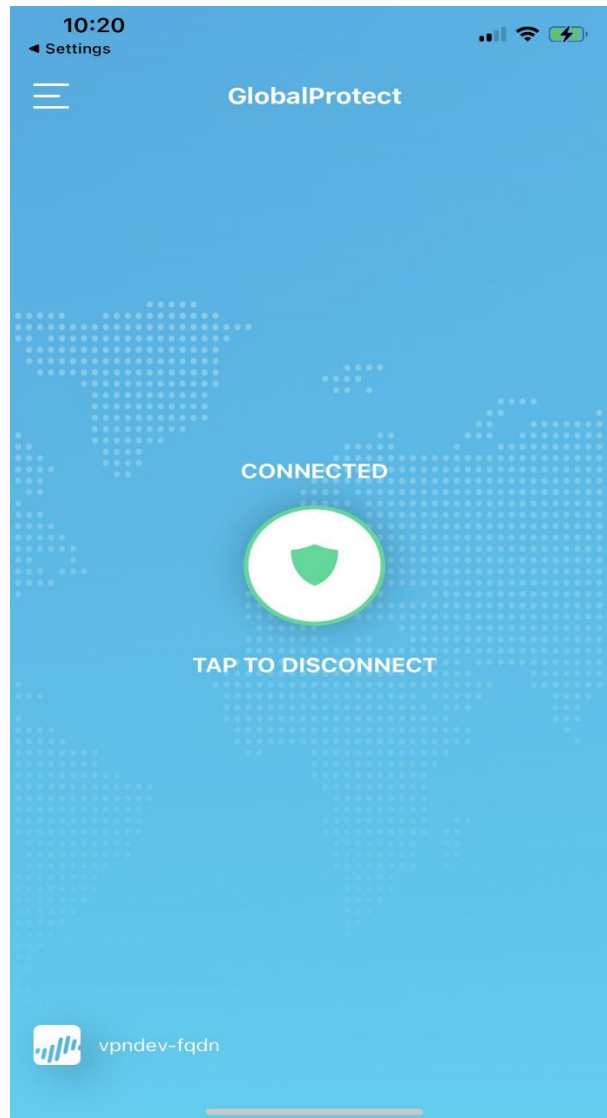 10:20
◀ Settings
GlobalProtect
CONNECTED
TAP TO DISCONNECT
vpndev-fqdn